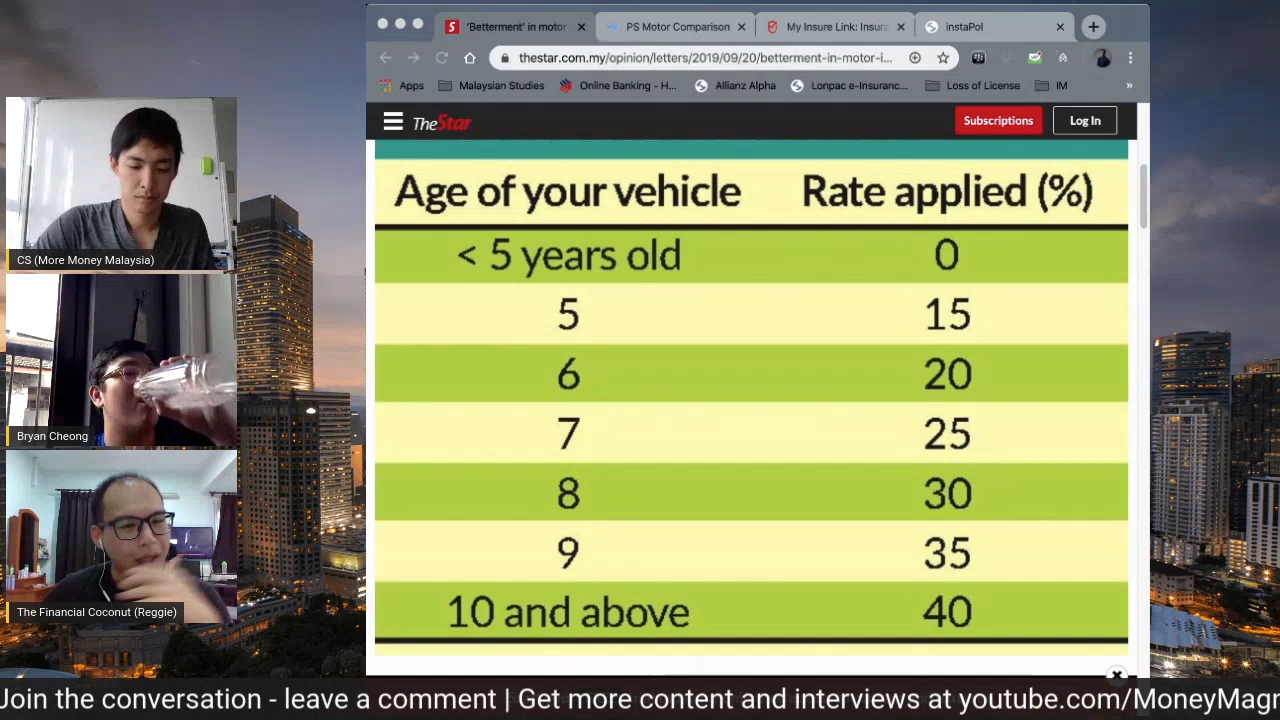 'Betterment' in motor
PS Motor Comparison
My Insure Link: Insura
instaPol
thestar.com.my/opinion/letters/2019/09/20/betterment-in-motor-i...
Apps
Malaysian Studies
Online Banking - H...
Allianz Alpha
Lonpac e-Insuranc...
Loss of License
IM
»
TheStar
Subscriptions
Log In
Age of your vehicle Rate applied (%)
< 5 years old 0
5 15
6 20
7 25
8 30
9 35
10 and above 40
CS (More Money Malaysia)
Bryan Cheong
The Financial Coconut (Reggie)
Join the conversation - leave a comment | Get more content and interviews at youtube.com/MoneyMagn